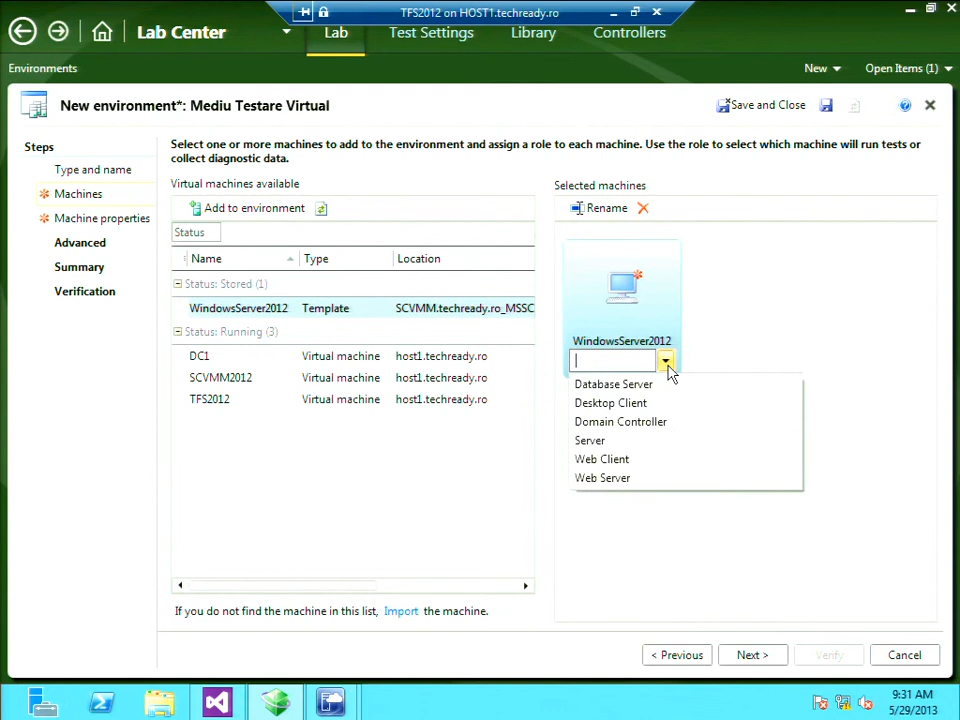 TFS2012 on HOST1.techready.ro
Lab Center
Lab
Test Settings
Library
Controllers
Environments
New
Open Items (1)
New environment*: Mediu Testare Virtual
Save and Close
Steps
Type and name
Machines
Machine properties
Advanced
Summary
Verification
Select one or more machines to add to the environment and assign a role to each machine. Use the role to select which machine will run tests or
collect diagnostic data.
Virtual machines available
Add to environment
Status
Name Type Location
Status: Stored (1)
WindowsServer2012 Template SCVMM.techready.ro_MSSC
Status: Running (3)
DC1 Virtual machine host1.techready.ro
SCVMM2012 Virtual machine host1.techready.ro
TFS2012 Virtual machine host1.techready.ro
If you do not find the machine in this list, Import the machine.
Selected machines
Rename
WindowsServer2012
Database Server
Desktop Client
Domain Controller
Server
Web Client
Web Server
< Previous
Next >
Verify
Cancel
9:31 AM
5/29/2013